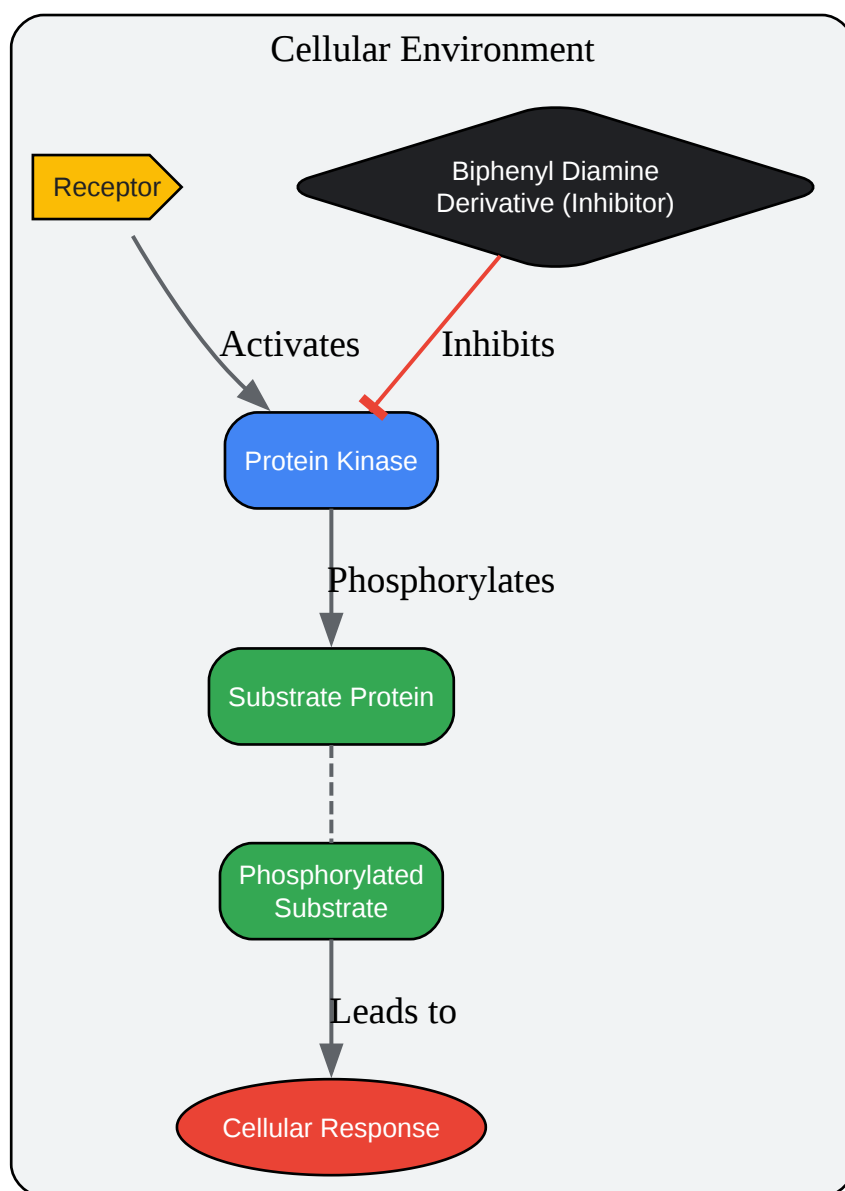 Cellular Environment
Receptor
Biphenyl Diamine
Derivative (Inhibitor)
Activates
Inhibits
Protein Kinase
Phosphorylates
Substrate Protein
Phosphorylated
Substrate
Leads to
Cellular Response